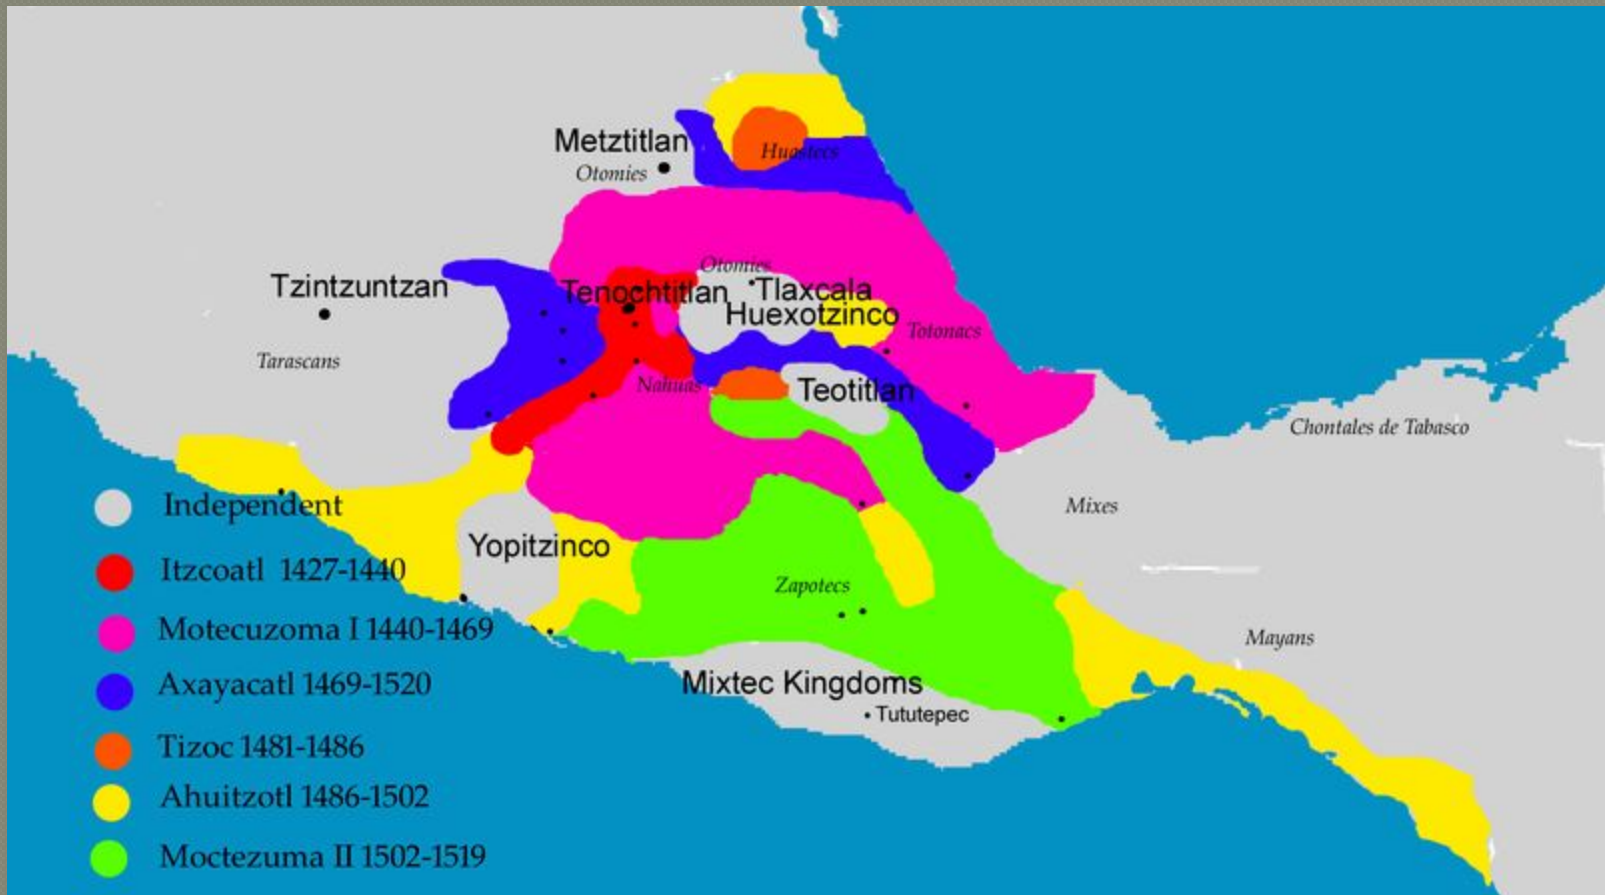 Metztitlan
Otomies
Huastecs
Tzintzuntzan
Tarascans
Otomies
Tenochtitlan
Tlaxcala
Huexotzinco
Totonacs
Nahuas
Teotitlan
Chontales de Tabasco
Mixes
Yopitzinco
Zapotecs
Mayans
Mixtec Kingdoms
Tututepec
Independent
Itzcoatl 1427-1440
Motecuzoma I 1440-1469
Axayacatl 1469-1520
Tizoc 1481-1486
Ahuitzotl 1486-1502
Moctezuma II 1502-1519